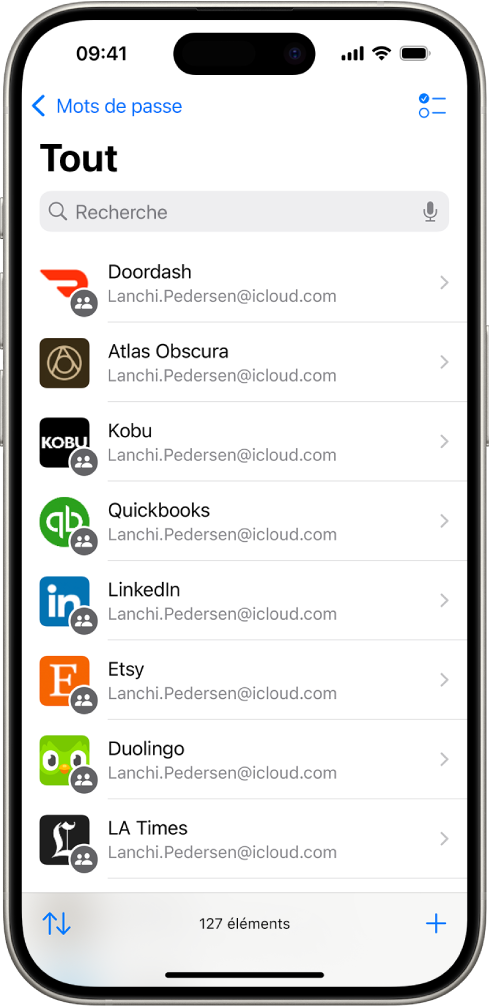 09:41
Mots de passe
Tout
Recherche
Doordash
Lanchi.Pedersen@icloud.com
Atlas Obscura
Lanchi.Pedersen@icloud.com
KOBU
Kobu
Lanchi.Pedersen@icloud.com
qb
Quickbooks
Lanchi.Pedersen@icloud.com
in
LinkedIn
Lanchi.Pedersen@icloud.com
E
Etsy
Lanchi.Pedersen@icloud.com
Duolingo
Lanchi.Pedersen@icloud.com
L
LA Times
Lanchi.Pedersen@icloud.com
127 éléments